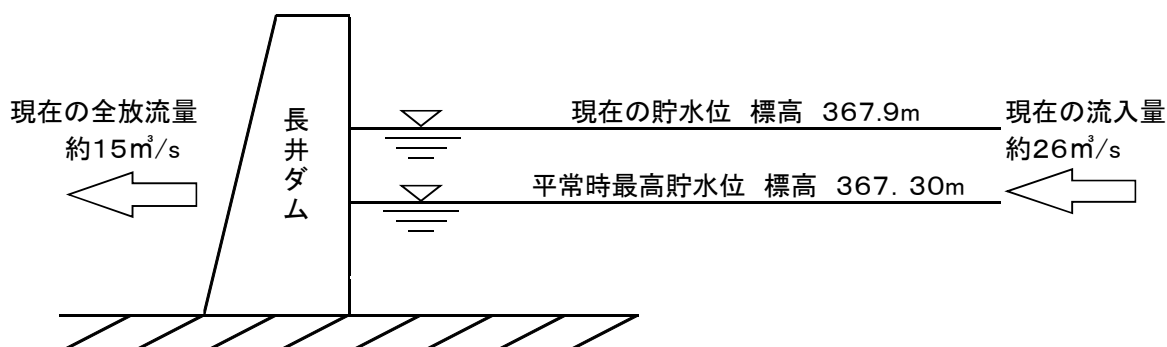 現在の全放流量
約15㎥/s
長井ダム
現在の貯水位 標高 367.9m
平常時最高貯水位 標高 367．30m
現在の流入量
約26㎥/s